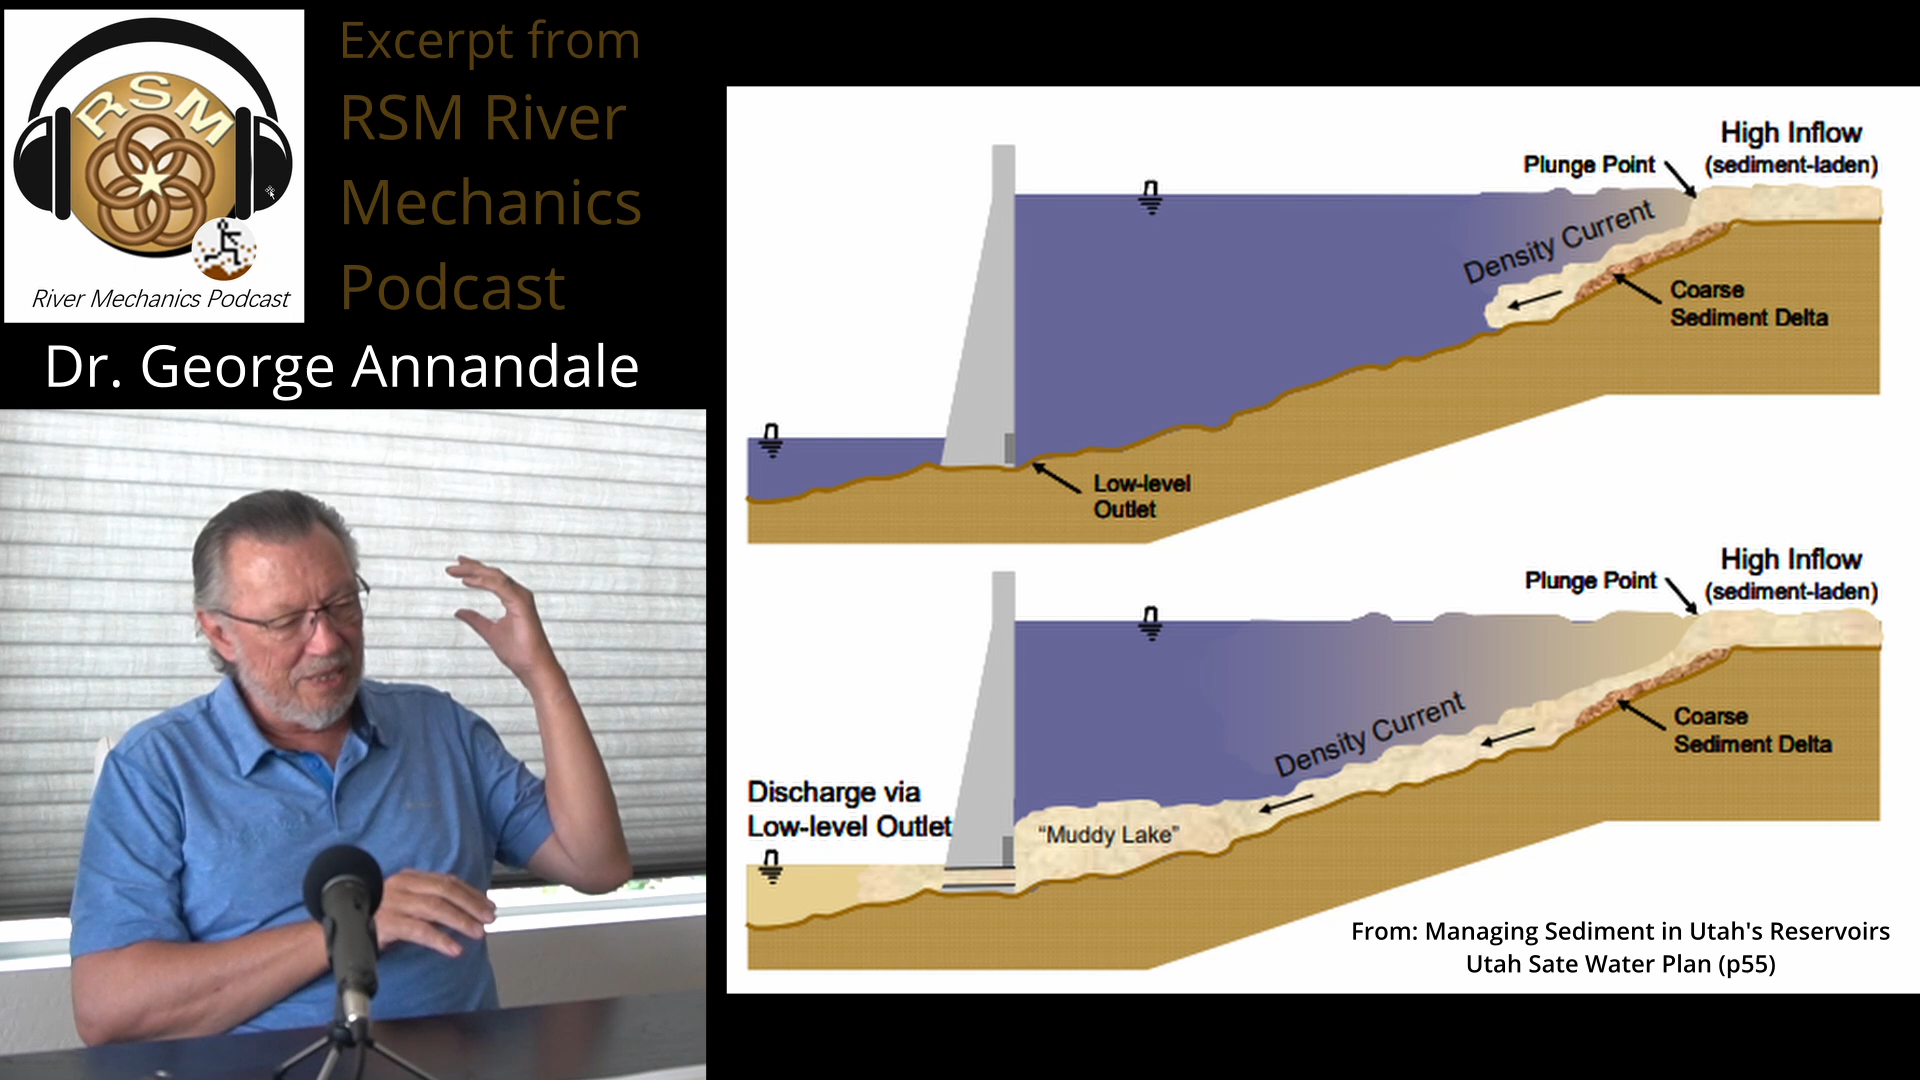 RSM
River Mechanics Podcast
Excerpt from
RSM River
Mechanics
Podcast
Dr. George Annandale
High Inflow
(sediment-laden)
Plunge Point
Density Current
Coarse
Sediment Delta
Low-level
Outlet
High Inflow
(sediment-laden)
Plunge Point
Density Current
Coarse
Sediment Delta
Discharge via
Low-level Outlet
“Muddy Lake”
From: Managing Sediment in Utah's Reservoirs
Utah Sate Water Plan (p55)